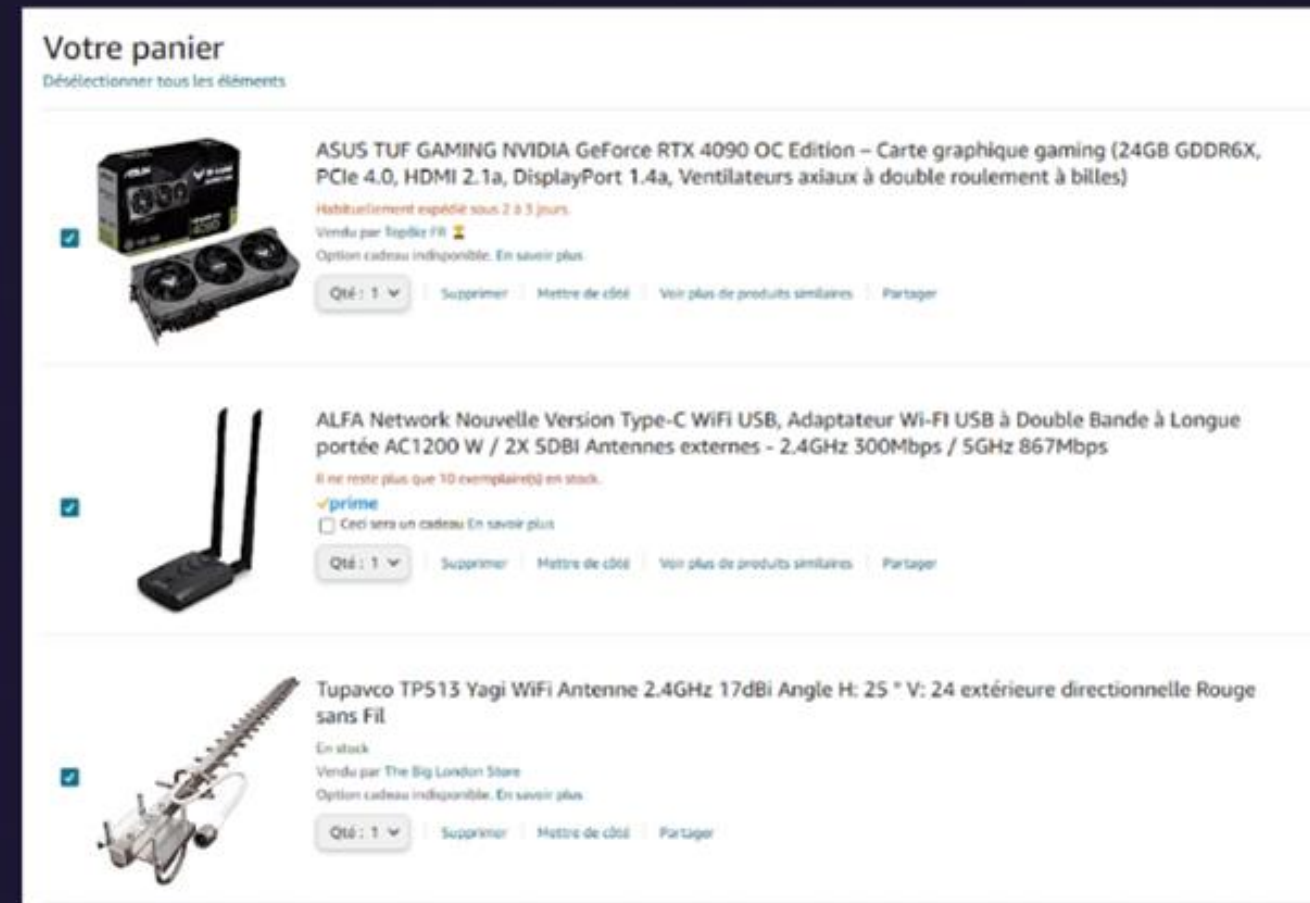 Votre panier
Désélectionner tous les éléments
ASUS TUF GAMING NVIDIA GeForce RTX 4090 OC Edition – Carte graphique gaming (24GB GDDR6X,
PCIe 4.0, HDMI 2.1a, DisplayPort 1.4a, Ventilateurs axiaux à double roulement à billes)
Habituellement expédié sous 2 à 3 jours.
Vendu par TopBiz FR
Option cadeau indisponible. En savoir plus
Qté : 1 Supprimer Mettre de côté Voir plus de produits similaires Partager
ALFA Network Nouvelle Version Type-C WiFi USB, Adaptateur Wi-FI USB à Double Bande à Longue
portée AC1200 W / 2X 5DBI Antennes externes - 2.4GHz 300Mbps / 5GHz 867Mbps
Il ne reste plus que 10 exemplaire(s) en stock.
prime
Ceci sera un cadeau En savoir plus
Qté : 1 Supprimer Mettre de côté Voir plus de produits similaires Partager
Tupavco TP513 Yagi WiFi Antenne 2.4GHz 17dBi Angle H: 25 ° V: 24 extérieure directionnelle Rouge
sans Fil
En stock
Vendu par The Big London Store
Option cadeau indisponible. En savoir plus
Qté : 1 Supprimer Mettre de côté Partager